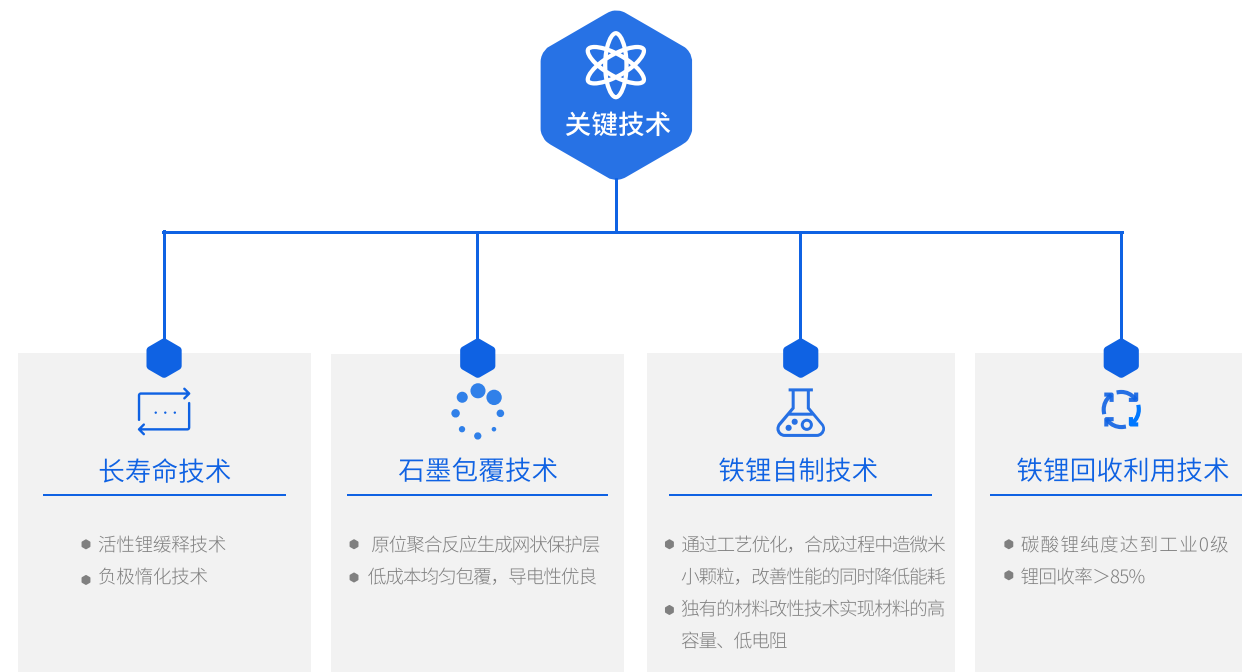 关键技术
长寿命技术
活性锂缓释技术
负极惰化技术
石墨包覆技术
原位聚合反应生成网状保护层
低成本均匀包覆，导电性优良
铁锂自制技术
通过工艺优化，合成过程中造微米
小颗粒，改善性能的同时降低能耗
独有的材料改性技术实现材料的高
容量、低电阻
铁锂回收利用技术
碳酸锂纯度达到工业0级
锂回收率＞85%